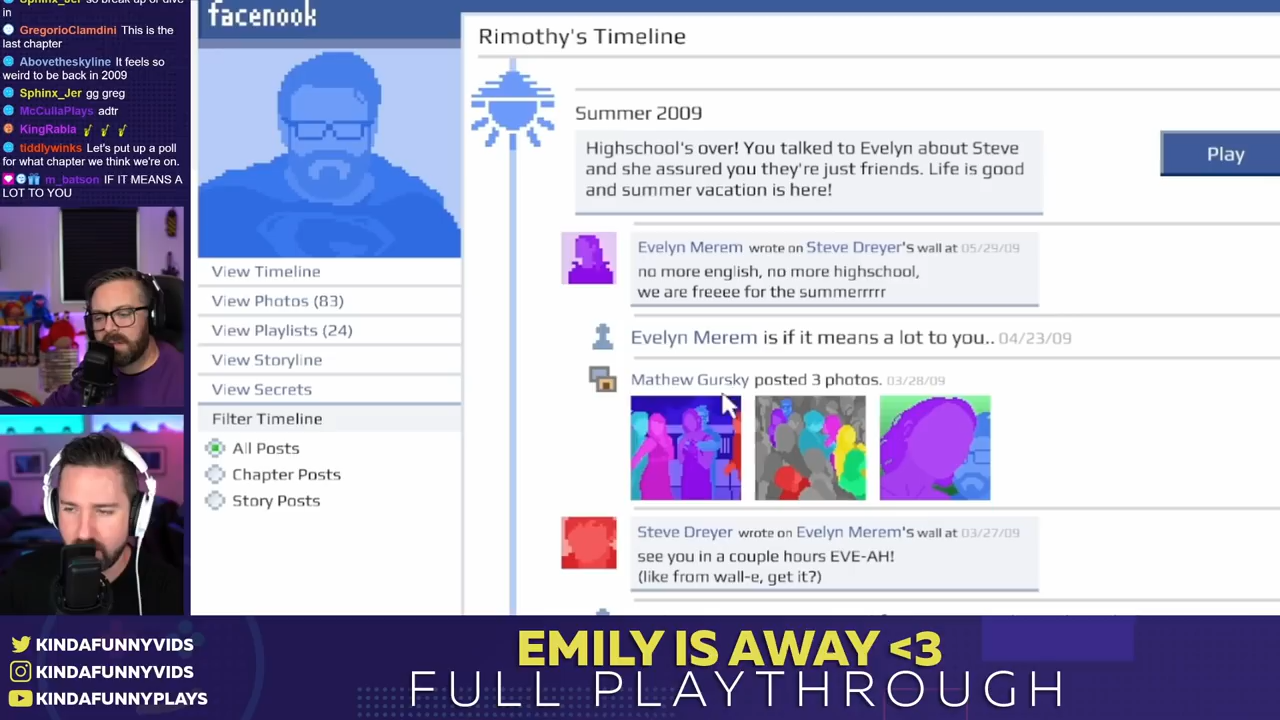 Sphinx_Jer so break up or dive
in
GregorioClamdini This is the
last chapter
Abovetheskyline It feels so
weird to be back in 2009
Sphinx_Jer gg greg
McCullaPlays adtr
KingRabla
tiddlywinks Let's put up a poll
for what chapter we think we're on.
m_batson IF IT MEANS A
LOT TO YOU
facenook
View Timeline
View Photos (83)
View Playlists (24)
View Storyline
View Secrets
Filter Timeline
All Posts
Chapter Posts
Story Posts
Rimothy's Timeline
Summer 2009
Highschool's over! You talked to Evelyn about Steve
and she assured you they're just friends. Life is good
and summer vacation is here!
Play
Evelyn Merem wrote on Steve Dreyer's wall at 05/29/09
no more english, no more highschool,
we are freeee for the summerrrrr
Evelyn Merem is if it means a lot to you.. 04/23/09
Mathew Gursky posted 3 photos. 03/28/09
Steve Dreyer wrote on Evelyn Merem's wall at 03/27/09
see you in a couple hours EVE-AH!
(like from wall-e, get it?)
KINDAFUNNYVIDS
KINDAFUNNYVIDS
KINDAFUNNYPLAYS
EMILY IS AWAY <3
FULL PLAYTHROUGH